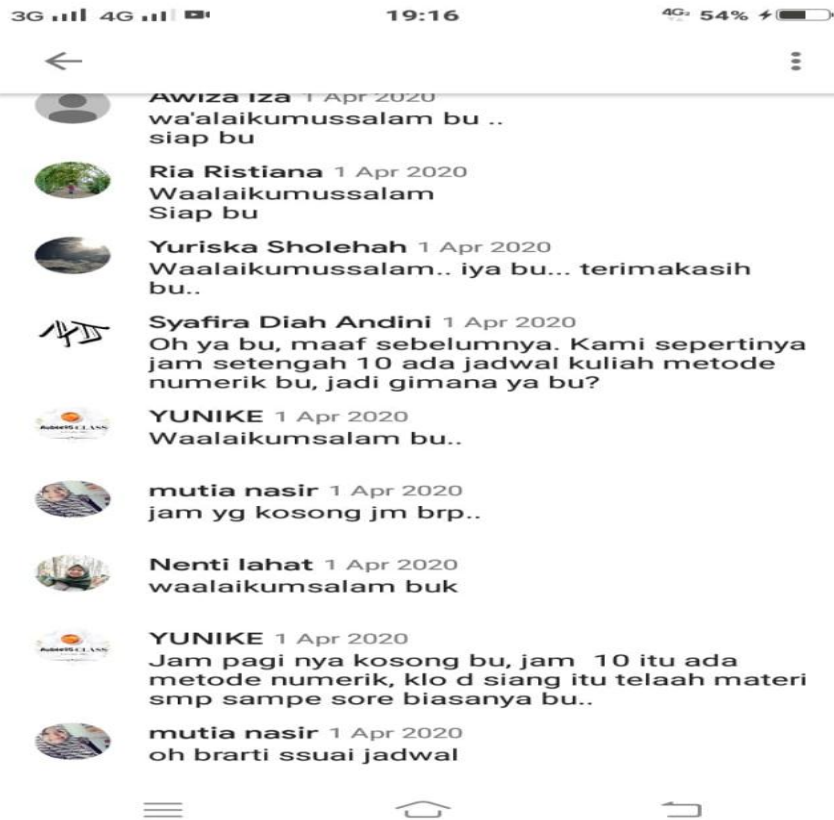 3G 4G 19:16 4G 54%
Awiza Iza 1 Apr 2020
wa'alaikumussalam bu ..
siap bu
Ria Ristiana 1 Apr 2020
Waalaikumussalam
Siap bu
Yuriska Sholehah 1 Apr 2020
Waalaikumussalam.. iya bu... terimakasih
bu..
Syafira Diah Andini 1 Apr 2020
Oh ya bu, maaf sebelumnya. Kami sepertinya
jam setengah 10 ada jadwal kuliah metode
numerik bu, jadi gimana ya bu?
YUNIKE 1 Apr 2020
Waalaikumsalam bu..
mutia nasir 1 Apr 2020
jam yg kosong jm brp..
Nenti lahat 1 Apr 2020
waalaikumsalam buk
YUNIKE 1 Apr 2020
Jam pagi nya kosong bu, jam 10 itu ada
metode numerik, klo d siang itu telaah materi
smp sampe sore biasanya bu..
mutia nasir 1 Apr 2020
oh brarti ssuai jadwal